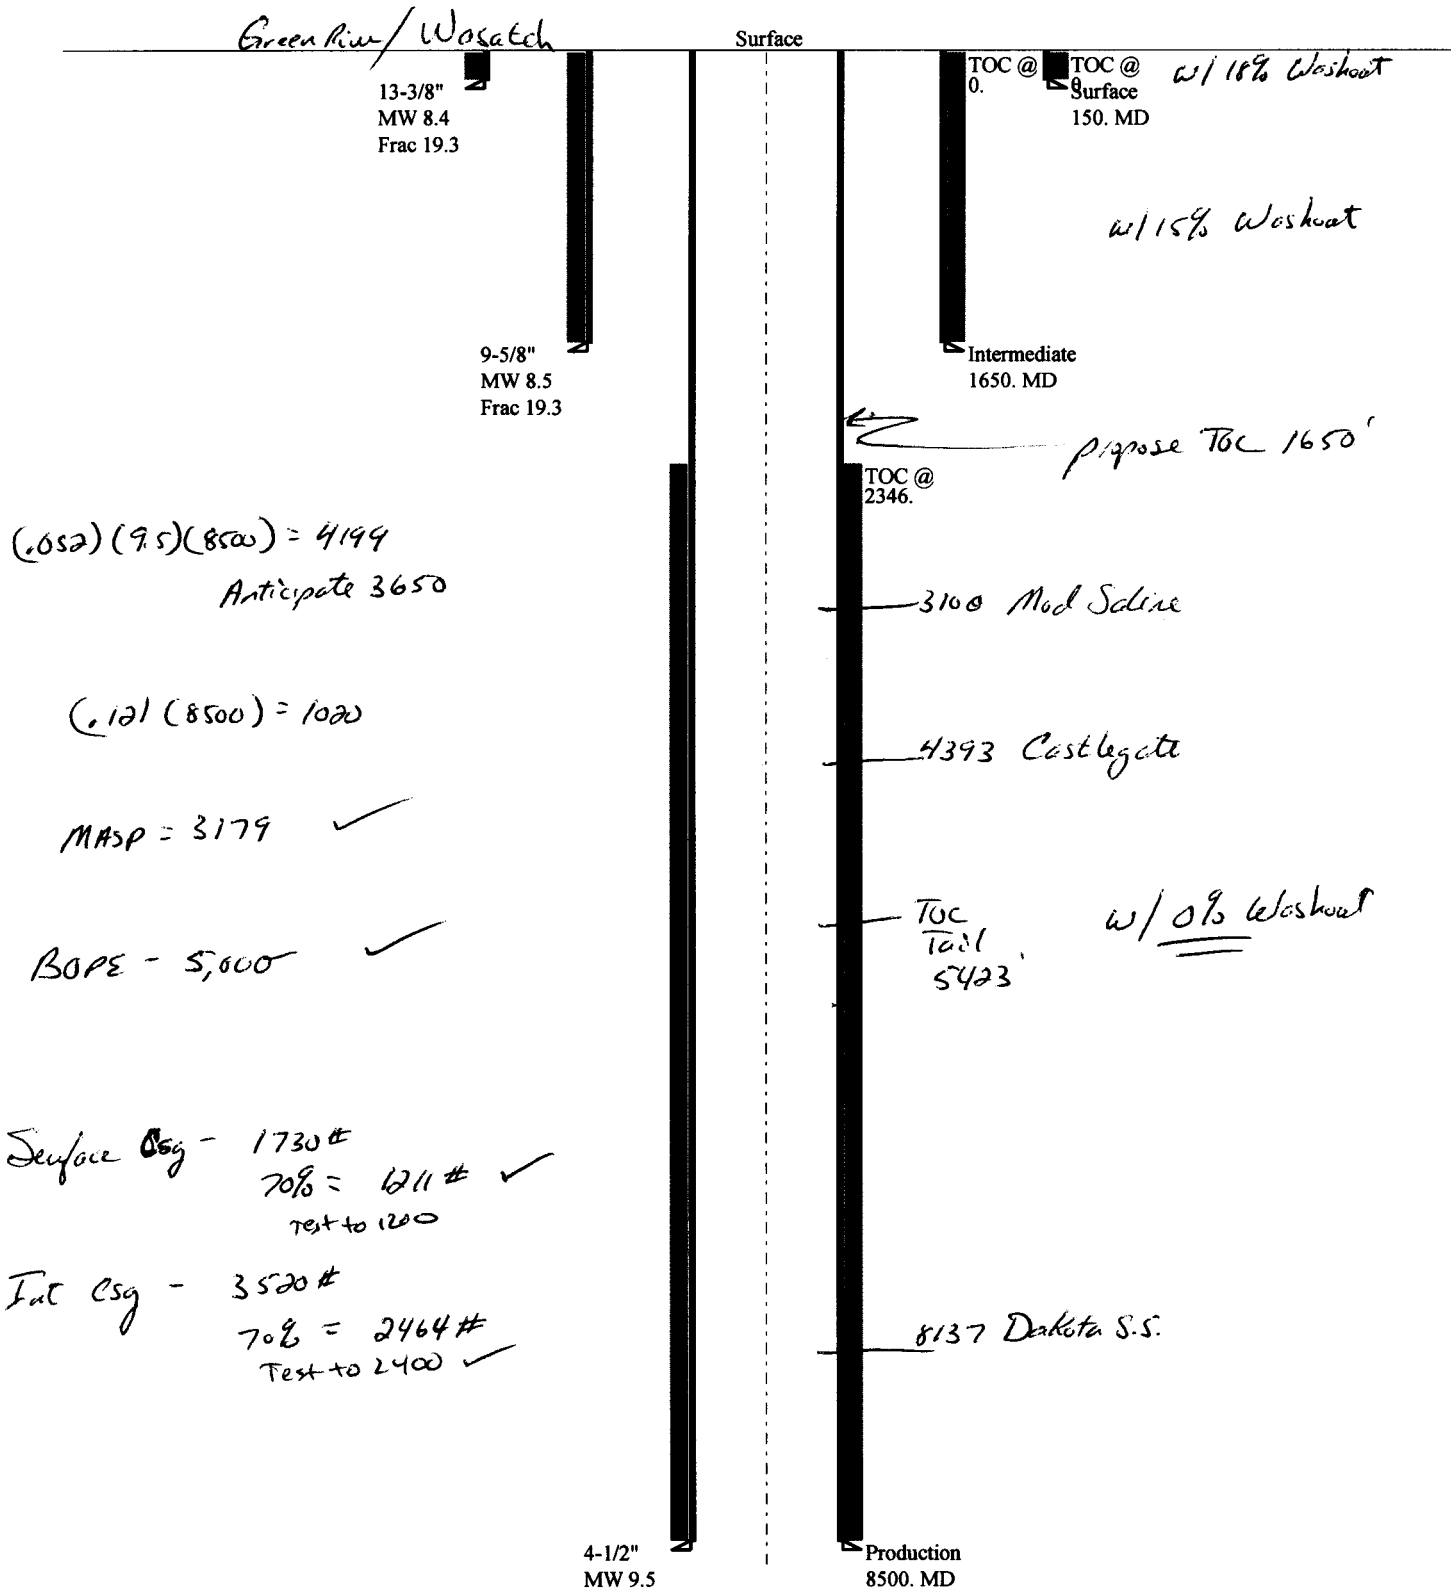 Green River/Wasatch
Surface
13-3/8"
MW 8.4
Frac 19.3
TOC @
0.
TOC @
0.
Surface
150. MD
w/ 18% Washout
w/ 15% Washout
9-5/8"
MW 8.5
Frac 19.3
Intermediate
1650. MD
propose TOC 1650'
TOC @
2346.
(.052)(9.5)(8500) = 4199
Anticipate 3650
3100 Mod Saline
(.12)(8500) = 1020
4393 Castlegate
MASP = 3179 ✓
TOC
Tail
5423'
w/ 0% Washout
BOPE - 5,000 ✓
Surface Csg - 1730#
70% = 1211# ✓
Test to 1200
Int Csg - 3520#
70% = 2464#
Test to 2400 ✓
8137 Dakota S.S.
4-1/2"
MW 9.5
Production
8500. MD